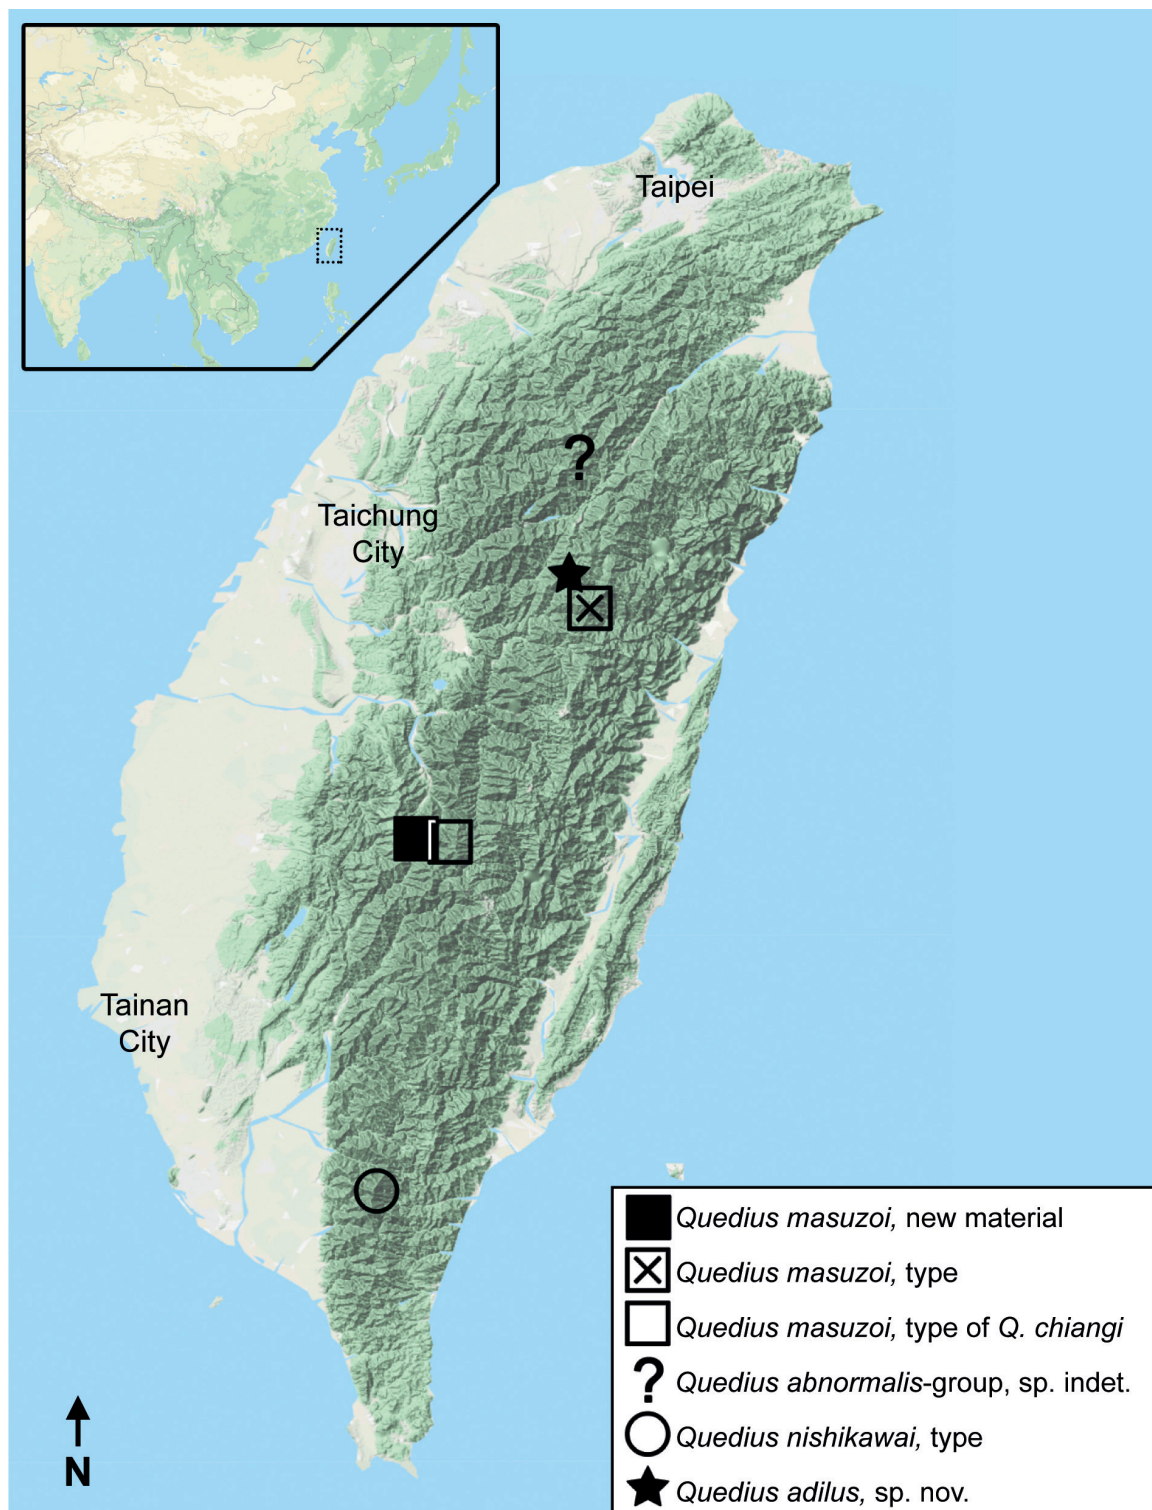 Taipei
?
Taichung
City
Tainan
City
N
Quedius masuzoi, new material
Quedius masuzoi, type
Quedius masuzoi, type of Q. chiangi
? Quedius abnormalis-group, sp. indet.
Quedius nishikawai, type
Quedius adilus, sp. nov.